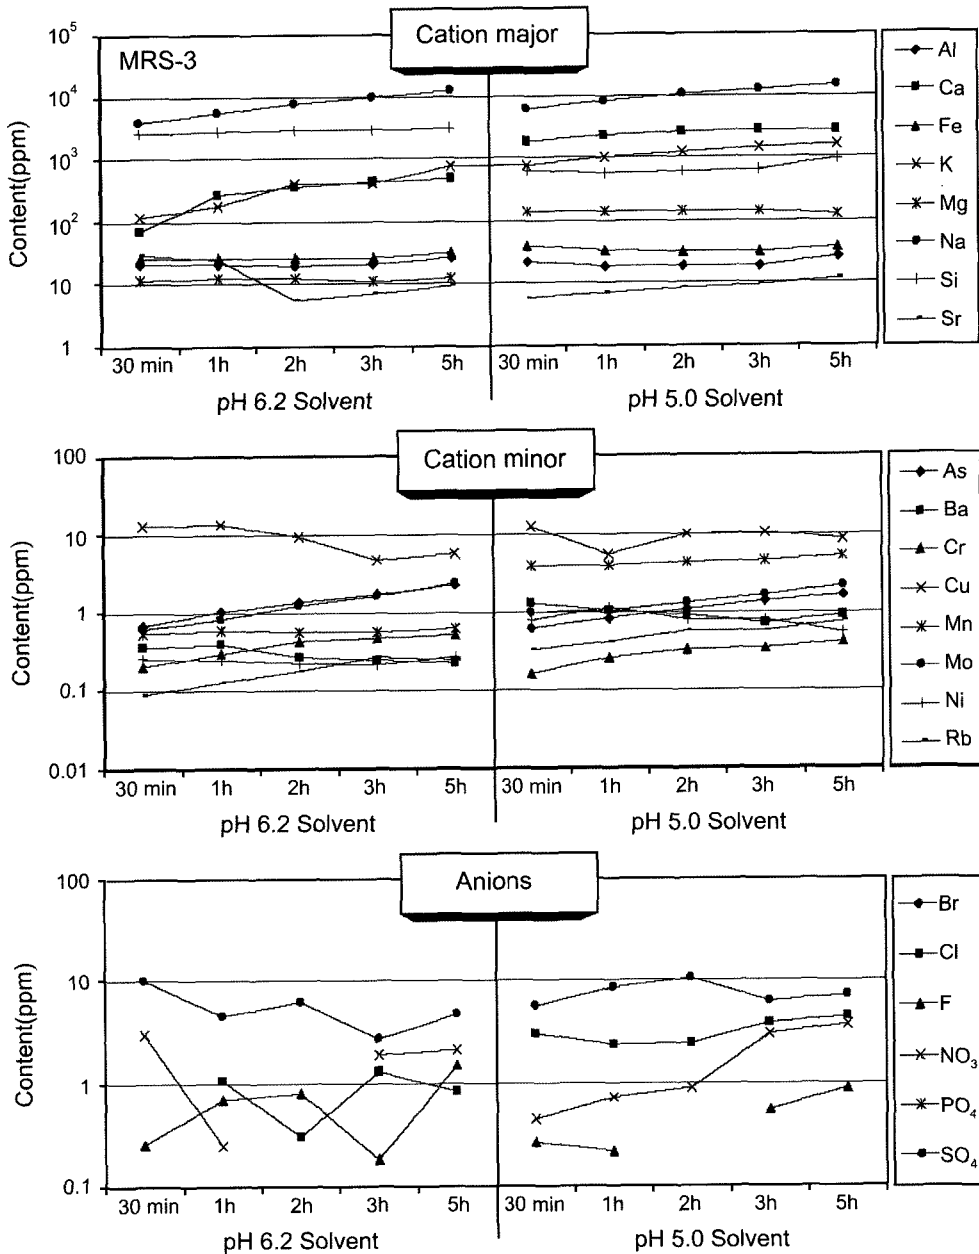 Cation major
MRS-3
Content(ppm)
10^5
10^4
10^3
10^2
10
1
30 min 1h 2h 3h 5h
30 min 1h 2h 3h 5h
pH 6.2 Solvent
pH 5.0 Solvent
Al
Ca
Fe
K
Mg
Na
Si
Sr
Cation minor
Content(ppm)
100
10
1
0.1
0.01
30 min 1h 2h 3h 5h
30 min 1h 2h 3h 5h
pH 6.2 Solvent
pH 5.0 Solvent
As
Ba
Cr
Cu
Mn
Mo
Ni
Rb
Anions
Content(ppm)
100
10
1
0.1
30 min 1h 2h 3h 5h
30 min 1h 2h 3h 5h
pH 6.2 Solvent
pH 5.0 Solvent
Br
Cl
F
NO₃
PO₄
SO₄